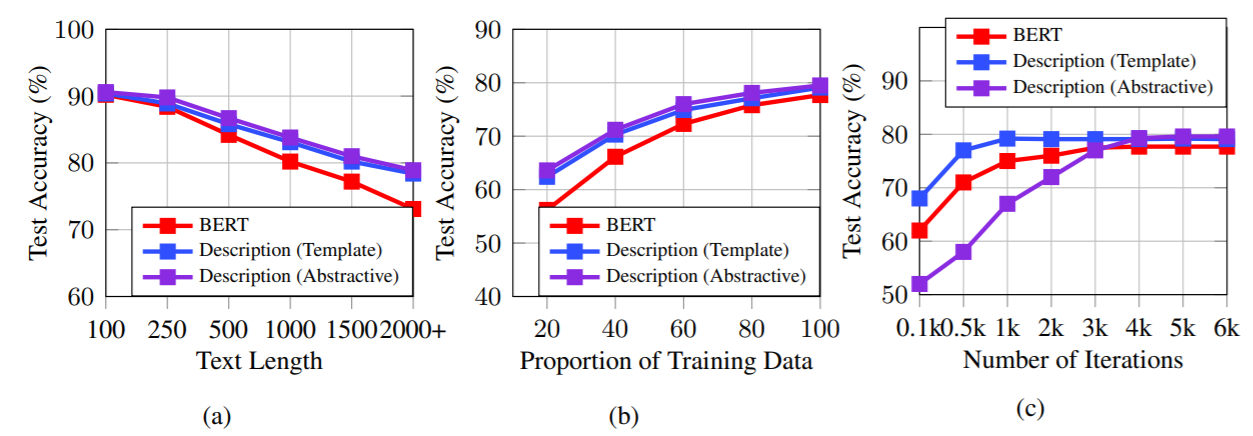 100
90
80
70
60
Test Accuracy (%)
BERT
Description (Template)
Description (Abstractive)
100 250 500 1000 1500 2000+
Text Length
(a)
90
80
70
60
50
40
Test Accuracy (%)
BERT
Description (Template)
Description (Abstractive)
20 40 60 80 100
Proportion of Training Data
(b)
90
80
70
60
50
Test Accuracy (%)
BERT
Description (Template)
Description (Abstractive)
0.1k 0.5k 1k 2k 3k 4k 5k 6k
Number of Iterations
(c)